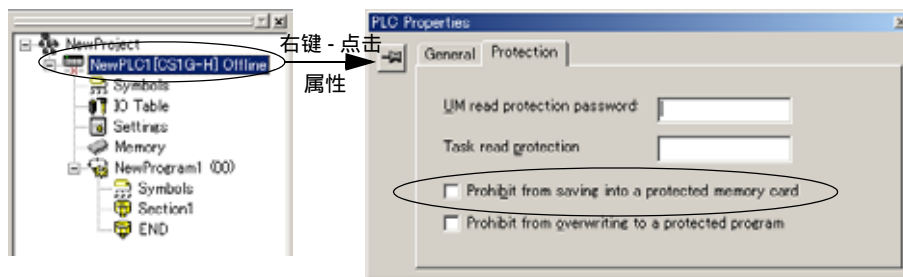 NewProject
NewPLC1[CS1G-H] Offline
Symbols
IO Table
Settings
Memory
NewProgram1 (00)
Symbols
Section1
END
右键 - 点击
属性
PLC Properties
General Protection
UM read protection password
Task read protection
Prohibit from saving into a protected memory card
Prohibit from overwriting to a protected program